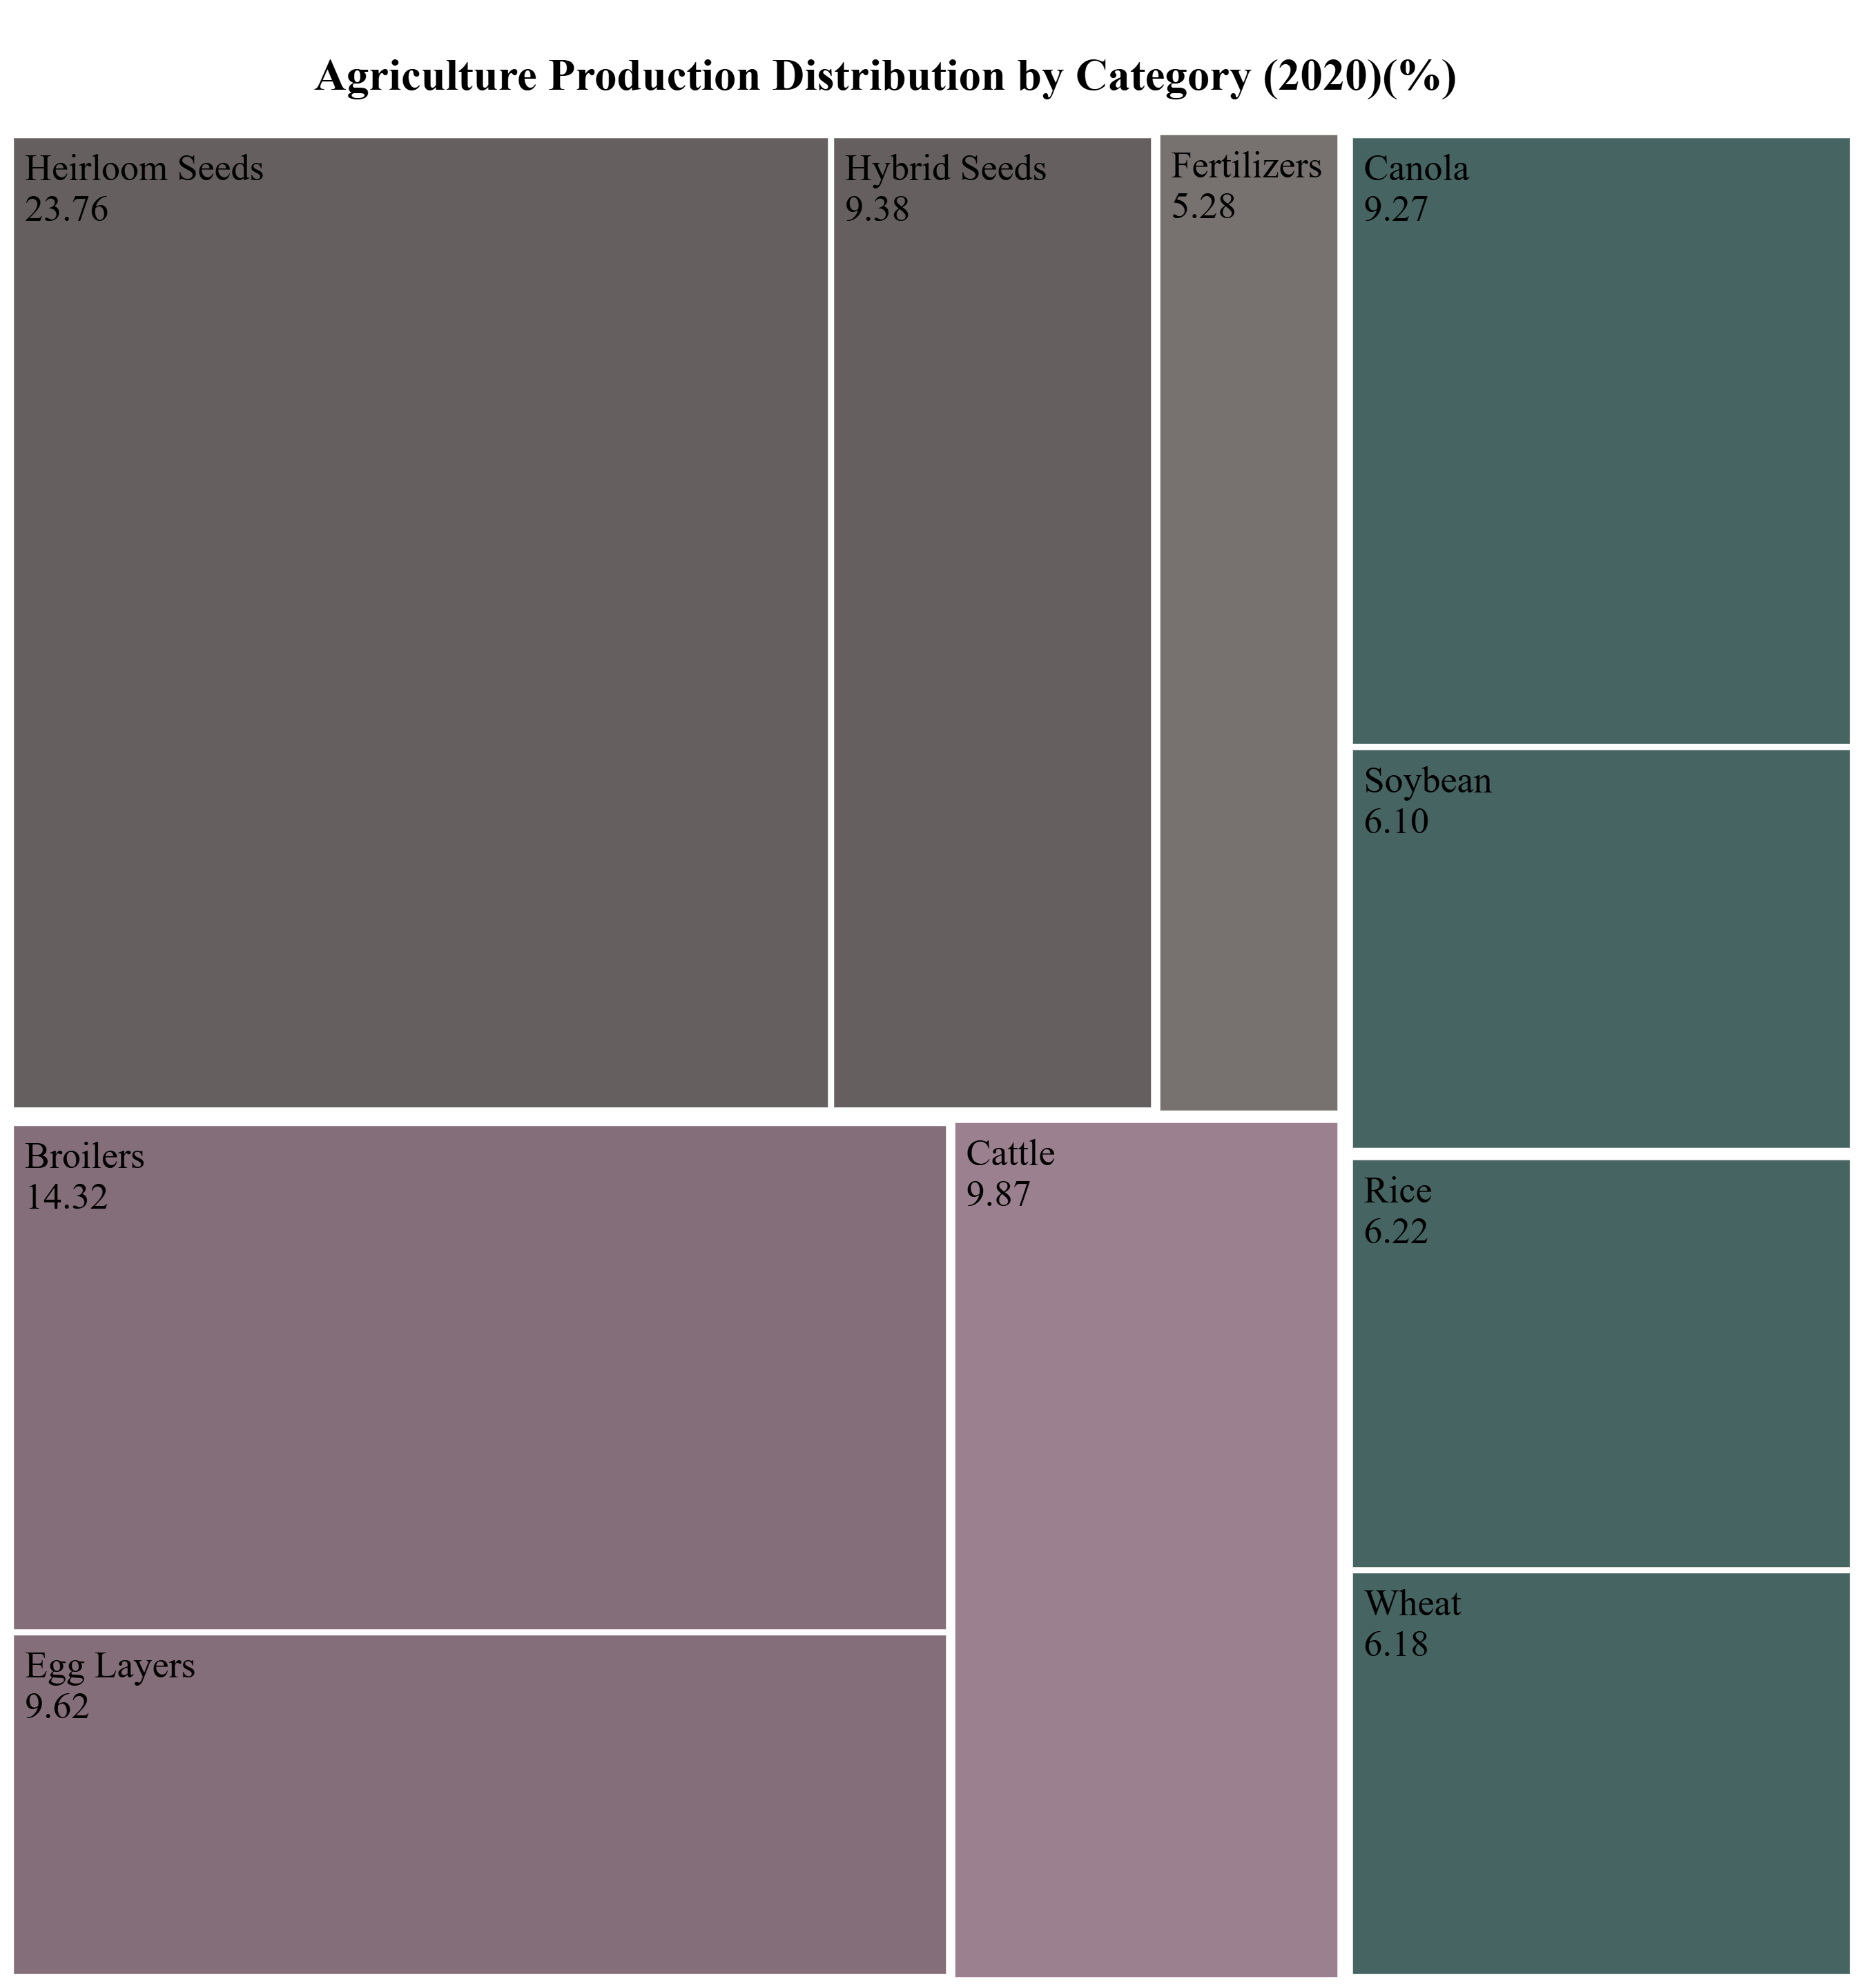 Agriculture Production Distribution by Category (2020)(%)
Heirloom Seeds
23.76
Hybrid Seeds
9.38
Fertilizers
5.28
Canola
9.27
Soybean
6.10
Broilers
14.32
Cattle
9.87
Rice
6.22
Egg Layers
9.62
Wheat
6.18